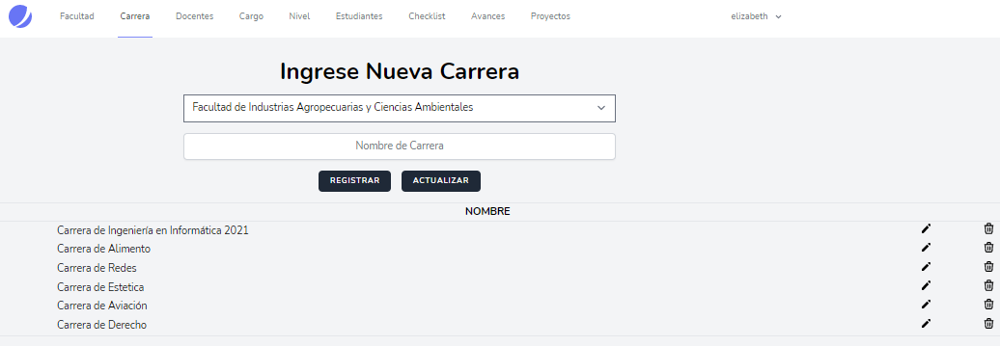 Facultad Carrera Docentes Cargo Nivel Estudiantes Checklist Avances Proyectos elizabeth
Ingrese Nueva Carrera
Facultad de Industrias Agropecuarias y Ciencias Ambientales
Nombre de Carrera
REGISTRAR ACTUALIZAR
NOMBRE
Carrera de Ingeniería en Informática 2021
Carrera de Alimento
Carrera de Redes
Carrera de Estetica
Carrera de Aviación
Carrera de Derecho